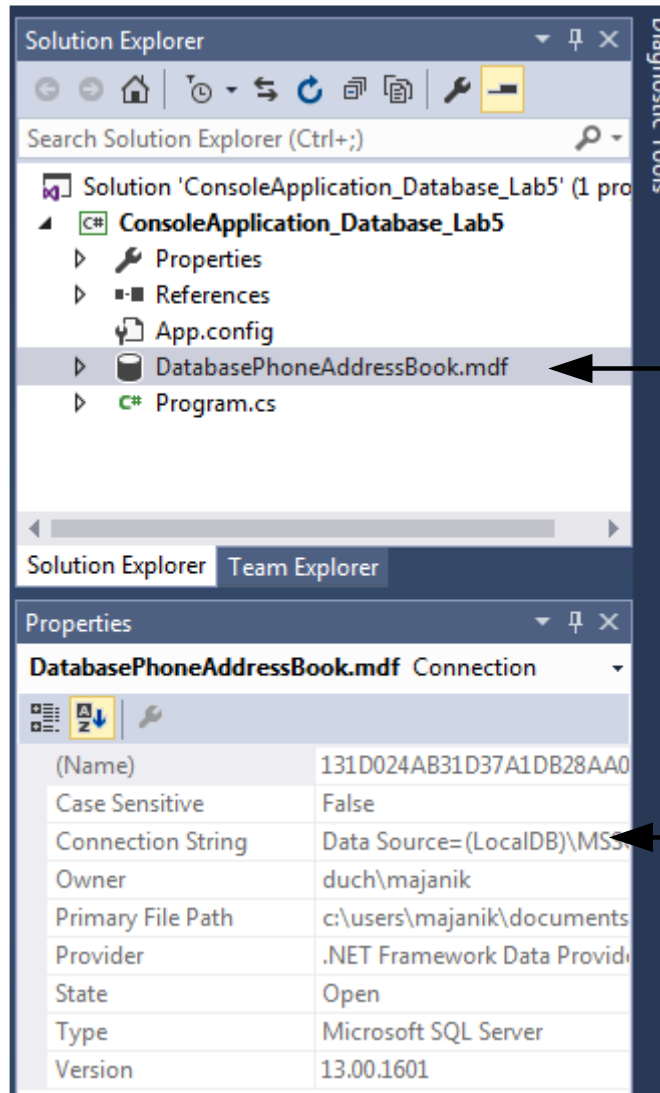 Solution Explorer
Search Solution Explorer (Ctrl+;)
Solution 'ConsoleApplication_Database_Lab5' (1 pro
C# ConsoleApplication_Database_Lab5
Properties
References
App.config
DatabasePhoneAddressBook.mdf
C# Program.cs
Solution Explorer Team Explorer
Properties
DatabasePhoneAddressBook.mdf Connection
(Name) 131D024AB31D37A1DB28AA0
Case Sensitive False
Connection String Data Source=(LocalDB)\MSS
Owner duch\majanik
Primary File Path c:\users\majanik\documents
Provider .NET Framework Data Provid
State Open
Type Microsoft SQL Server
Version 13.00.1601
Diagnostic Tools